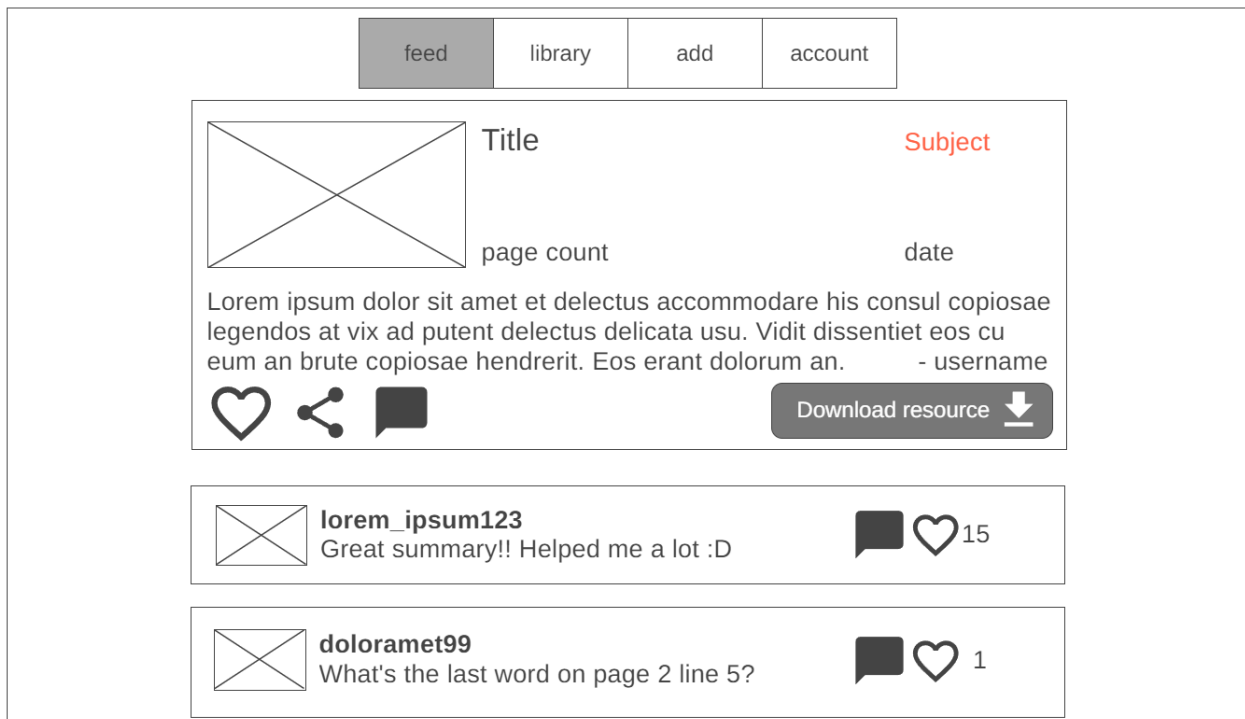 feed library add account
Title Subject
page count date
Lorem ipsum dolor sit amet et delectus accommodare his consul copiosae
legendos at vix ad putent delectus delicata usu. Vidit dissentiet eos cu
eum an brute copiosae hendrerit. Eos erant dolorum an. - username
Download resource
lorem_ipsum123
Great summary!! Helped me a lot :D
15
doloramet99
What's the last word on page 2 line 5?
1